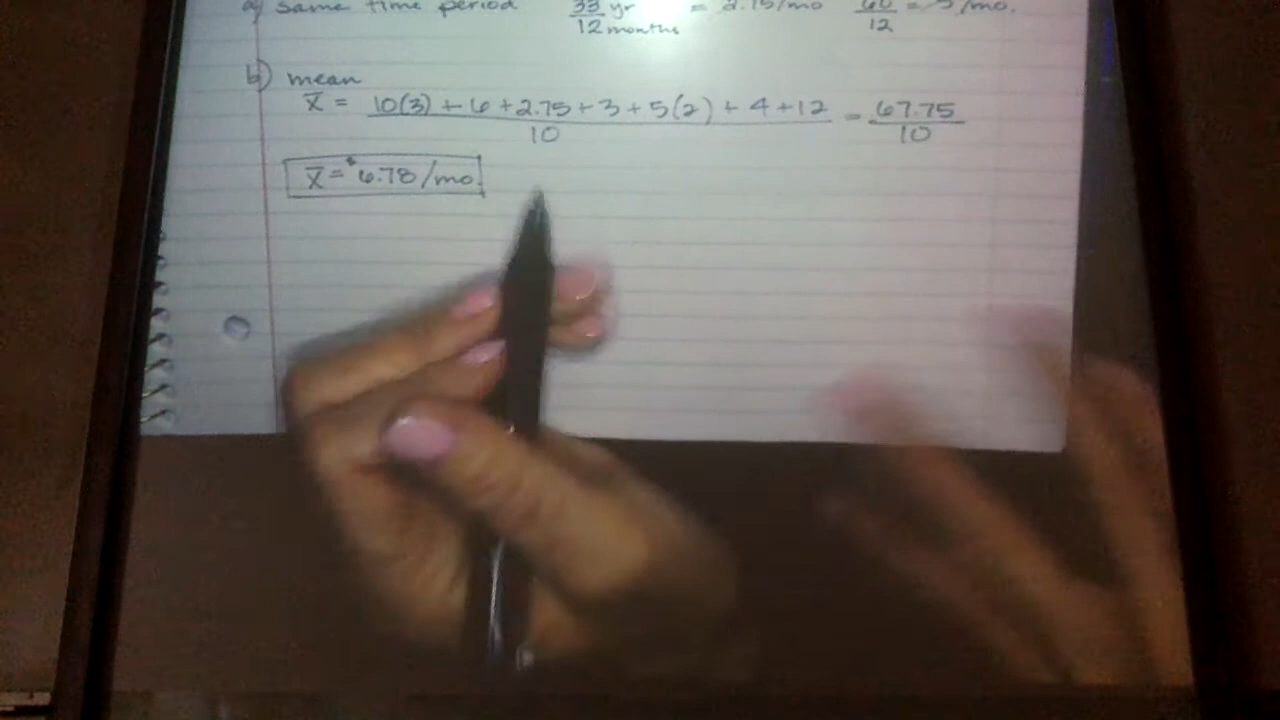 a) same time period 33 yr / 12 months = 2.75/mo 60 / 12 = 5 /mo.
b) mean
x̄ = 10(3) + 6 + 2.75 + 3 + 5(2) + 4 + 12 / 10 = 67.75 / 10
x̄ = $6.78/mo.